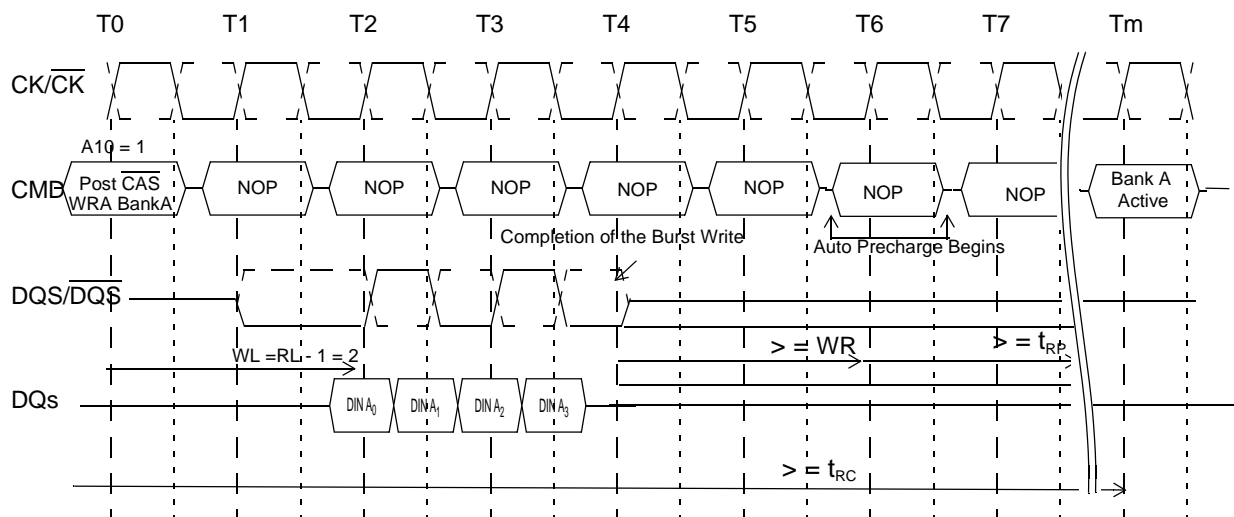 T0 T1 T2 T3 T4 T5 T6 T7 Tm
CK/CK
A10 = 1
CMD
Post CAS
WRA BankA
NOP
NOP
NOP
NOP
NOP
NOP
NOP
Bank A
Active
Completion of the Burst Write
Auto Precharge Begins
DQS/DQS
WL =RL - 1 = 2
> = WR
> = tRP
DQs
DIN A0
DIN A1
DIN A2
DIN A3
> = tRC